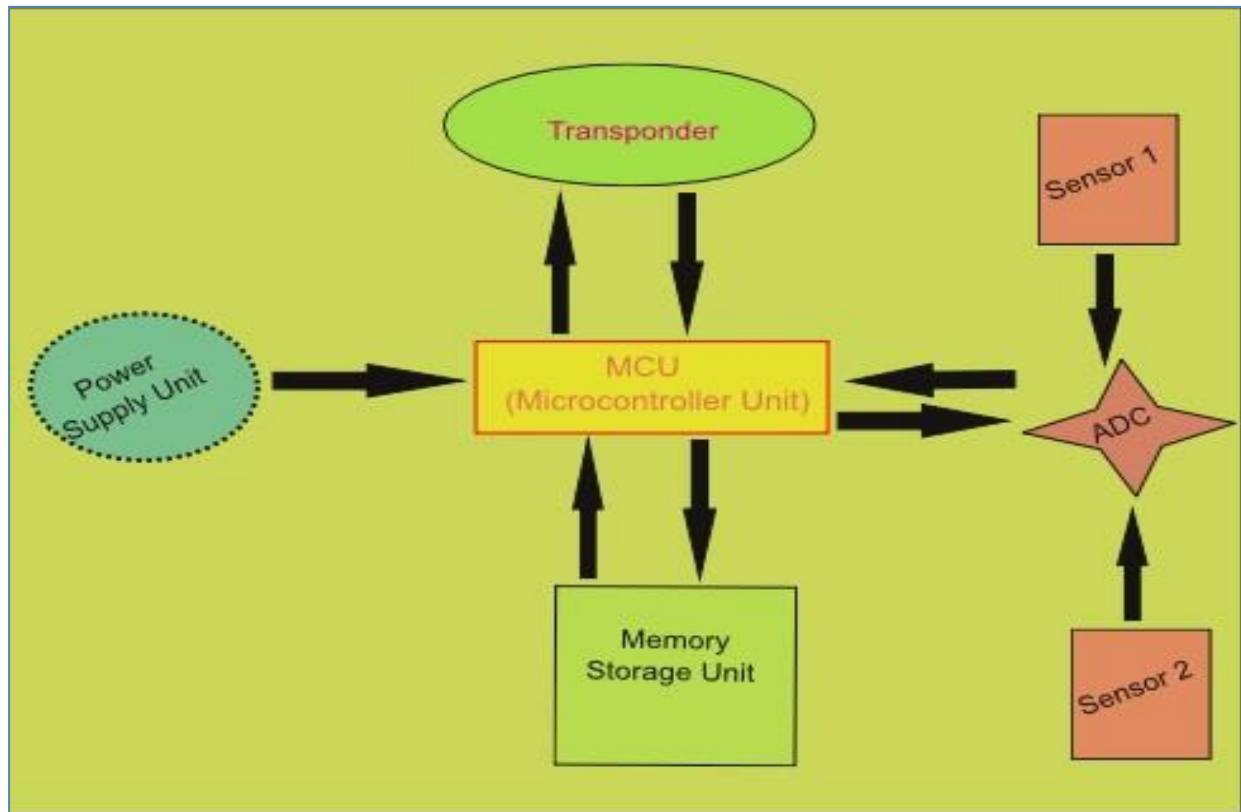 Transponder
Sensor 1
Power
Supply Unit
MCU
(Microcontroller Unit)
ADC
Memory
Storage Unit
Sensor 2